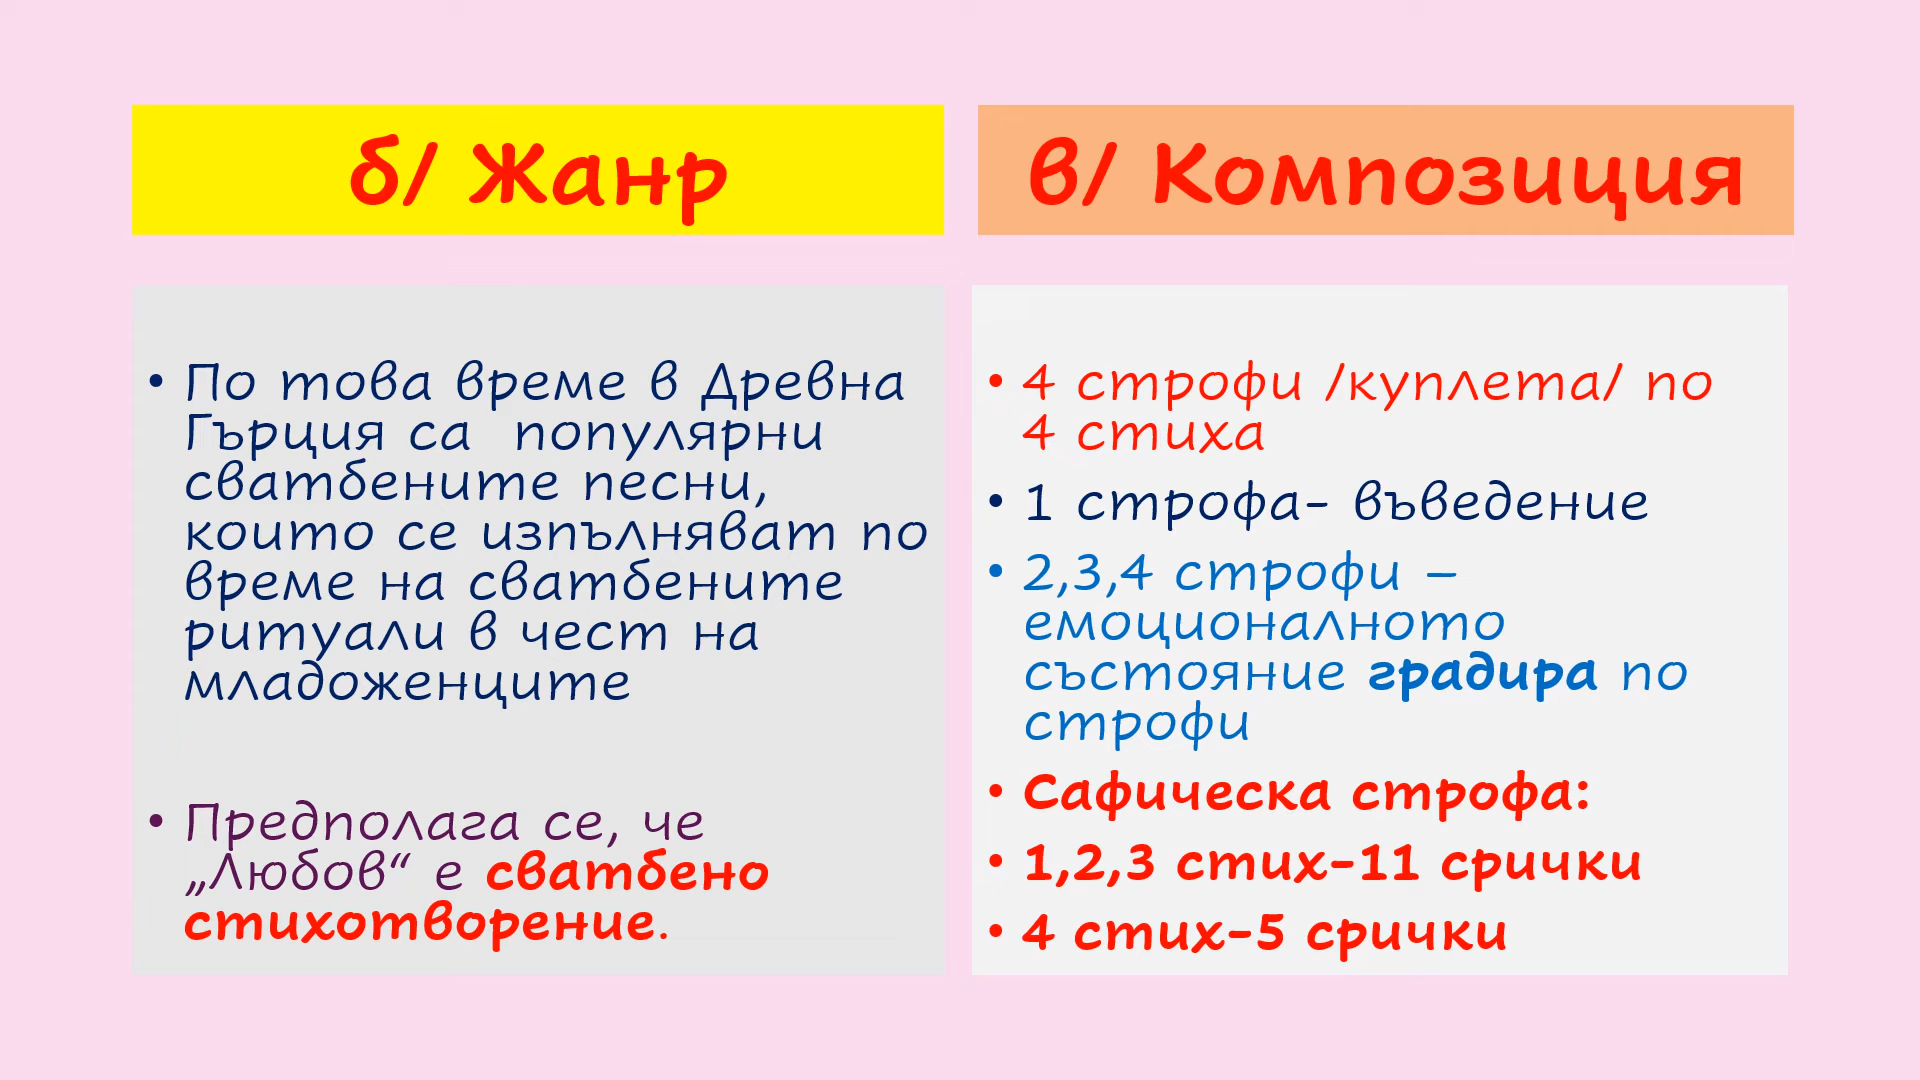 б/ Жанр
• По това време в Древна
Гърция са популярни
сватбените песни,
които се изпълняват по
време на сватбените
ритуали в чест на
младоженците
• Предполага се, че
„Любов“ е сватбено
стихотворение.
в/ Композиция
• 4 строфи /куплета/ по
4 стиха
• 1 строфа- въведение
• 2,3,4 строфи –
емоционалното
състояние градира по
строфи
• Сафическа строфа:
• 1,2,3 стих-11 срички
• 4 стих-5 срички